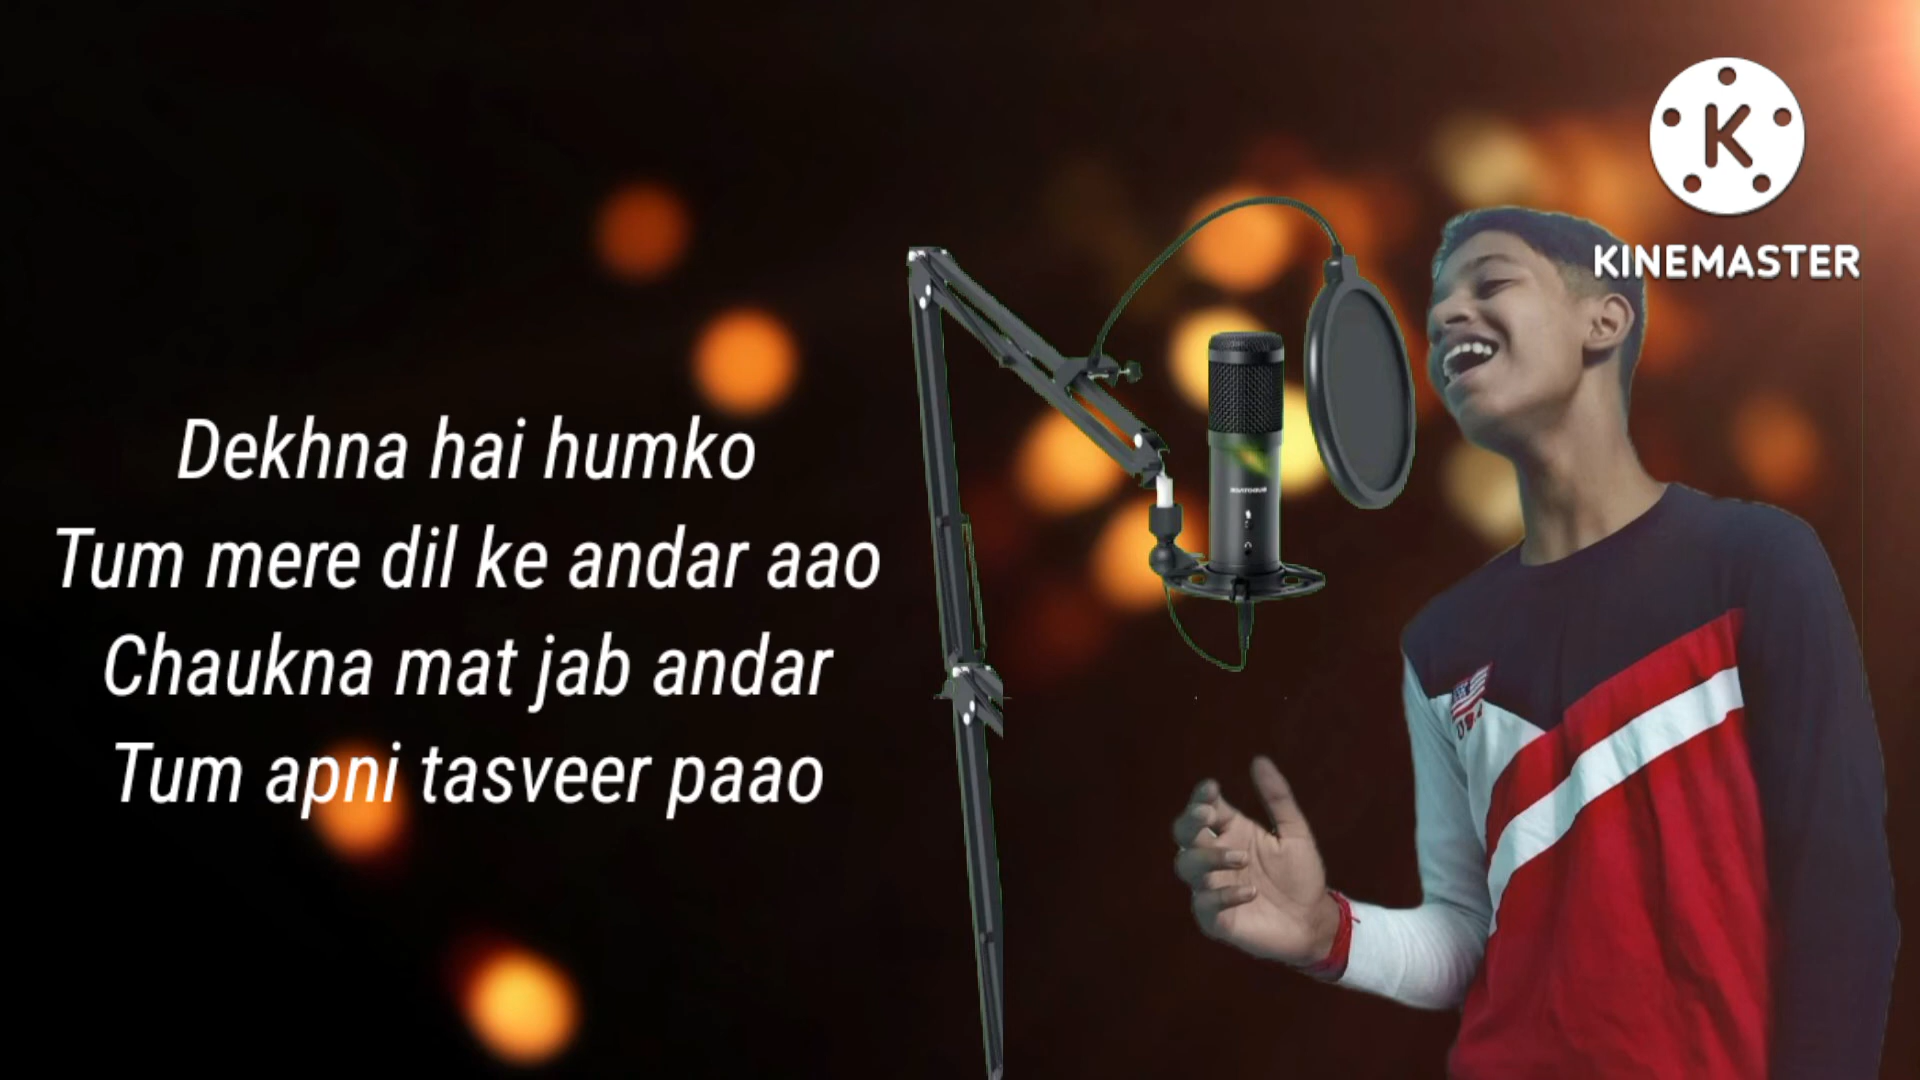 Dekhna hai humko
Tum mere dil ke andar aao
Chaukna mat jab andar
Tum apni tasveer paao
K
KINEMASTER